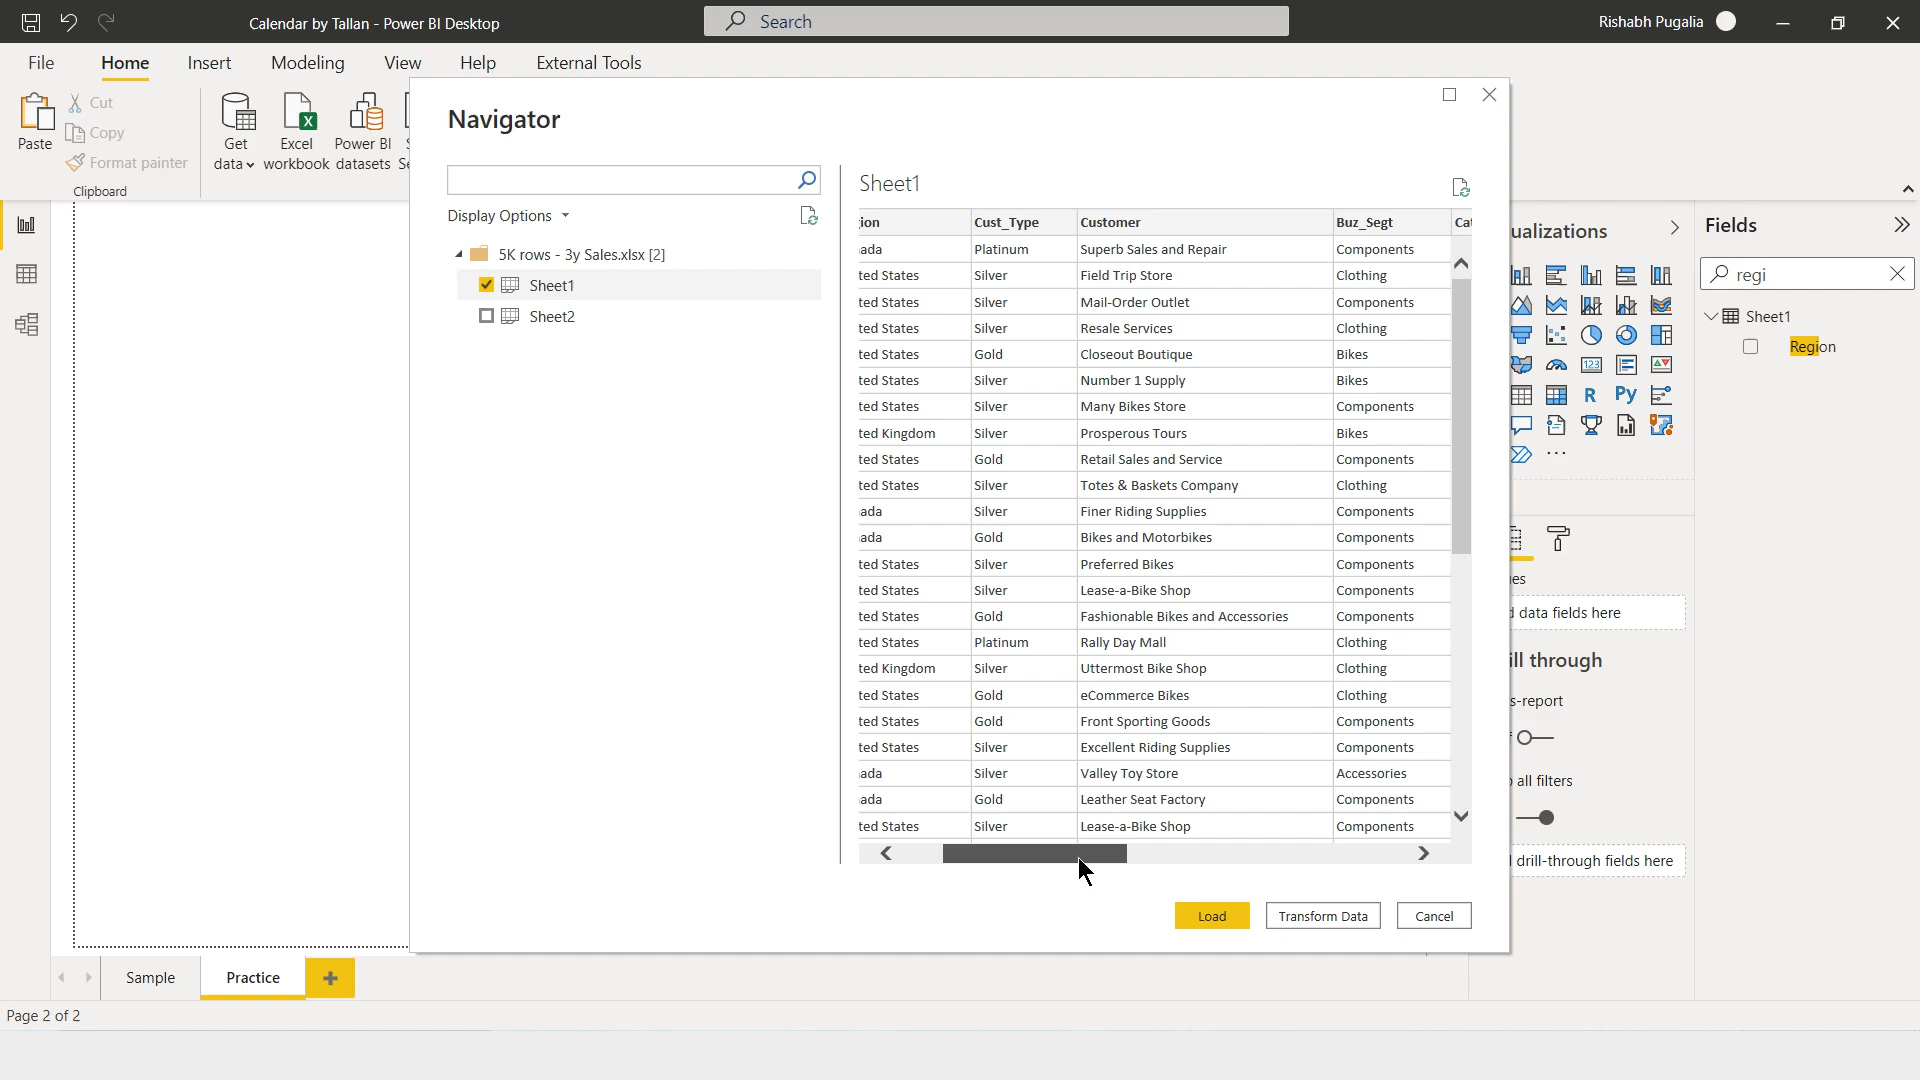 Calendar by Tallan - Power BI Desktop
Search
Rishabh Pugalia
File Home Insert Modeling View Help External Tools
Paste
Cut
Copy
Format painter
Clipboard
Get data
Excel workbook
Power BI datasets
Navigator
Display Options
5K rows - 3y Sales.xlsx [2]
Sheet1
Sheet2
Sheet1
ion Cust_Type Customer Buz_Segt Cat
ada Platinum Superb Sales and Repair Components
ted States Silver Field Trip Store Clothing
ted States Silver Mail-Order Outlet Components
ted States Silver Resale Services Clothing
ted States Gold Closeout Boutique Bikes
ted States Silver Number 1 Supply Bikes
ted States Silver Many Bikes Store Components
ted Kingdom Silver Prosperous Tours Bikes
ted States Gold Retail Sales and Service Components
ted States Silver Totes & Baskets Company Clothing
ada Silver Finer Riding Supplies Components
ada Gold Bikes and Motorbikes Components
ted States Silver Preferred Bikes Components
ted States Silver Lease-a-Bike Shop Components
ted States Gold Fashionable Bikes and Accessories Components
ted States Platinum Rally Day Mall Clothing
ted Kingdom Silver Uttermost Bike Shop Clothing
ted States Gold eCommerce Bikes Clothing
ted States Gold Front Sporting Goods Components
ted States Silver Excellent Riding Supplies Components
ada Silver Valley Toy Store Accessories
ada Gold Leather Seat Factory Components
ted States Silver Lease-a-Bike Shop Components
Load Transform Data Cancel
ualizations
123
R Py
es
data fields here
ill through
s-report
all filters
drill-through fields here
Fields
regi
Sheet1
Region
Sample Practice
Page 2 of 2